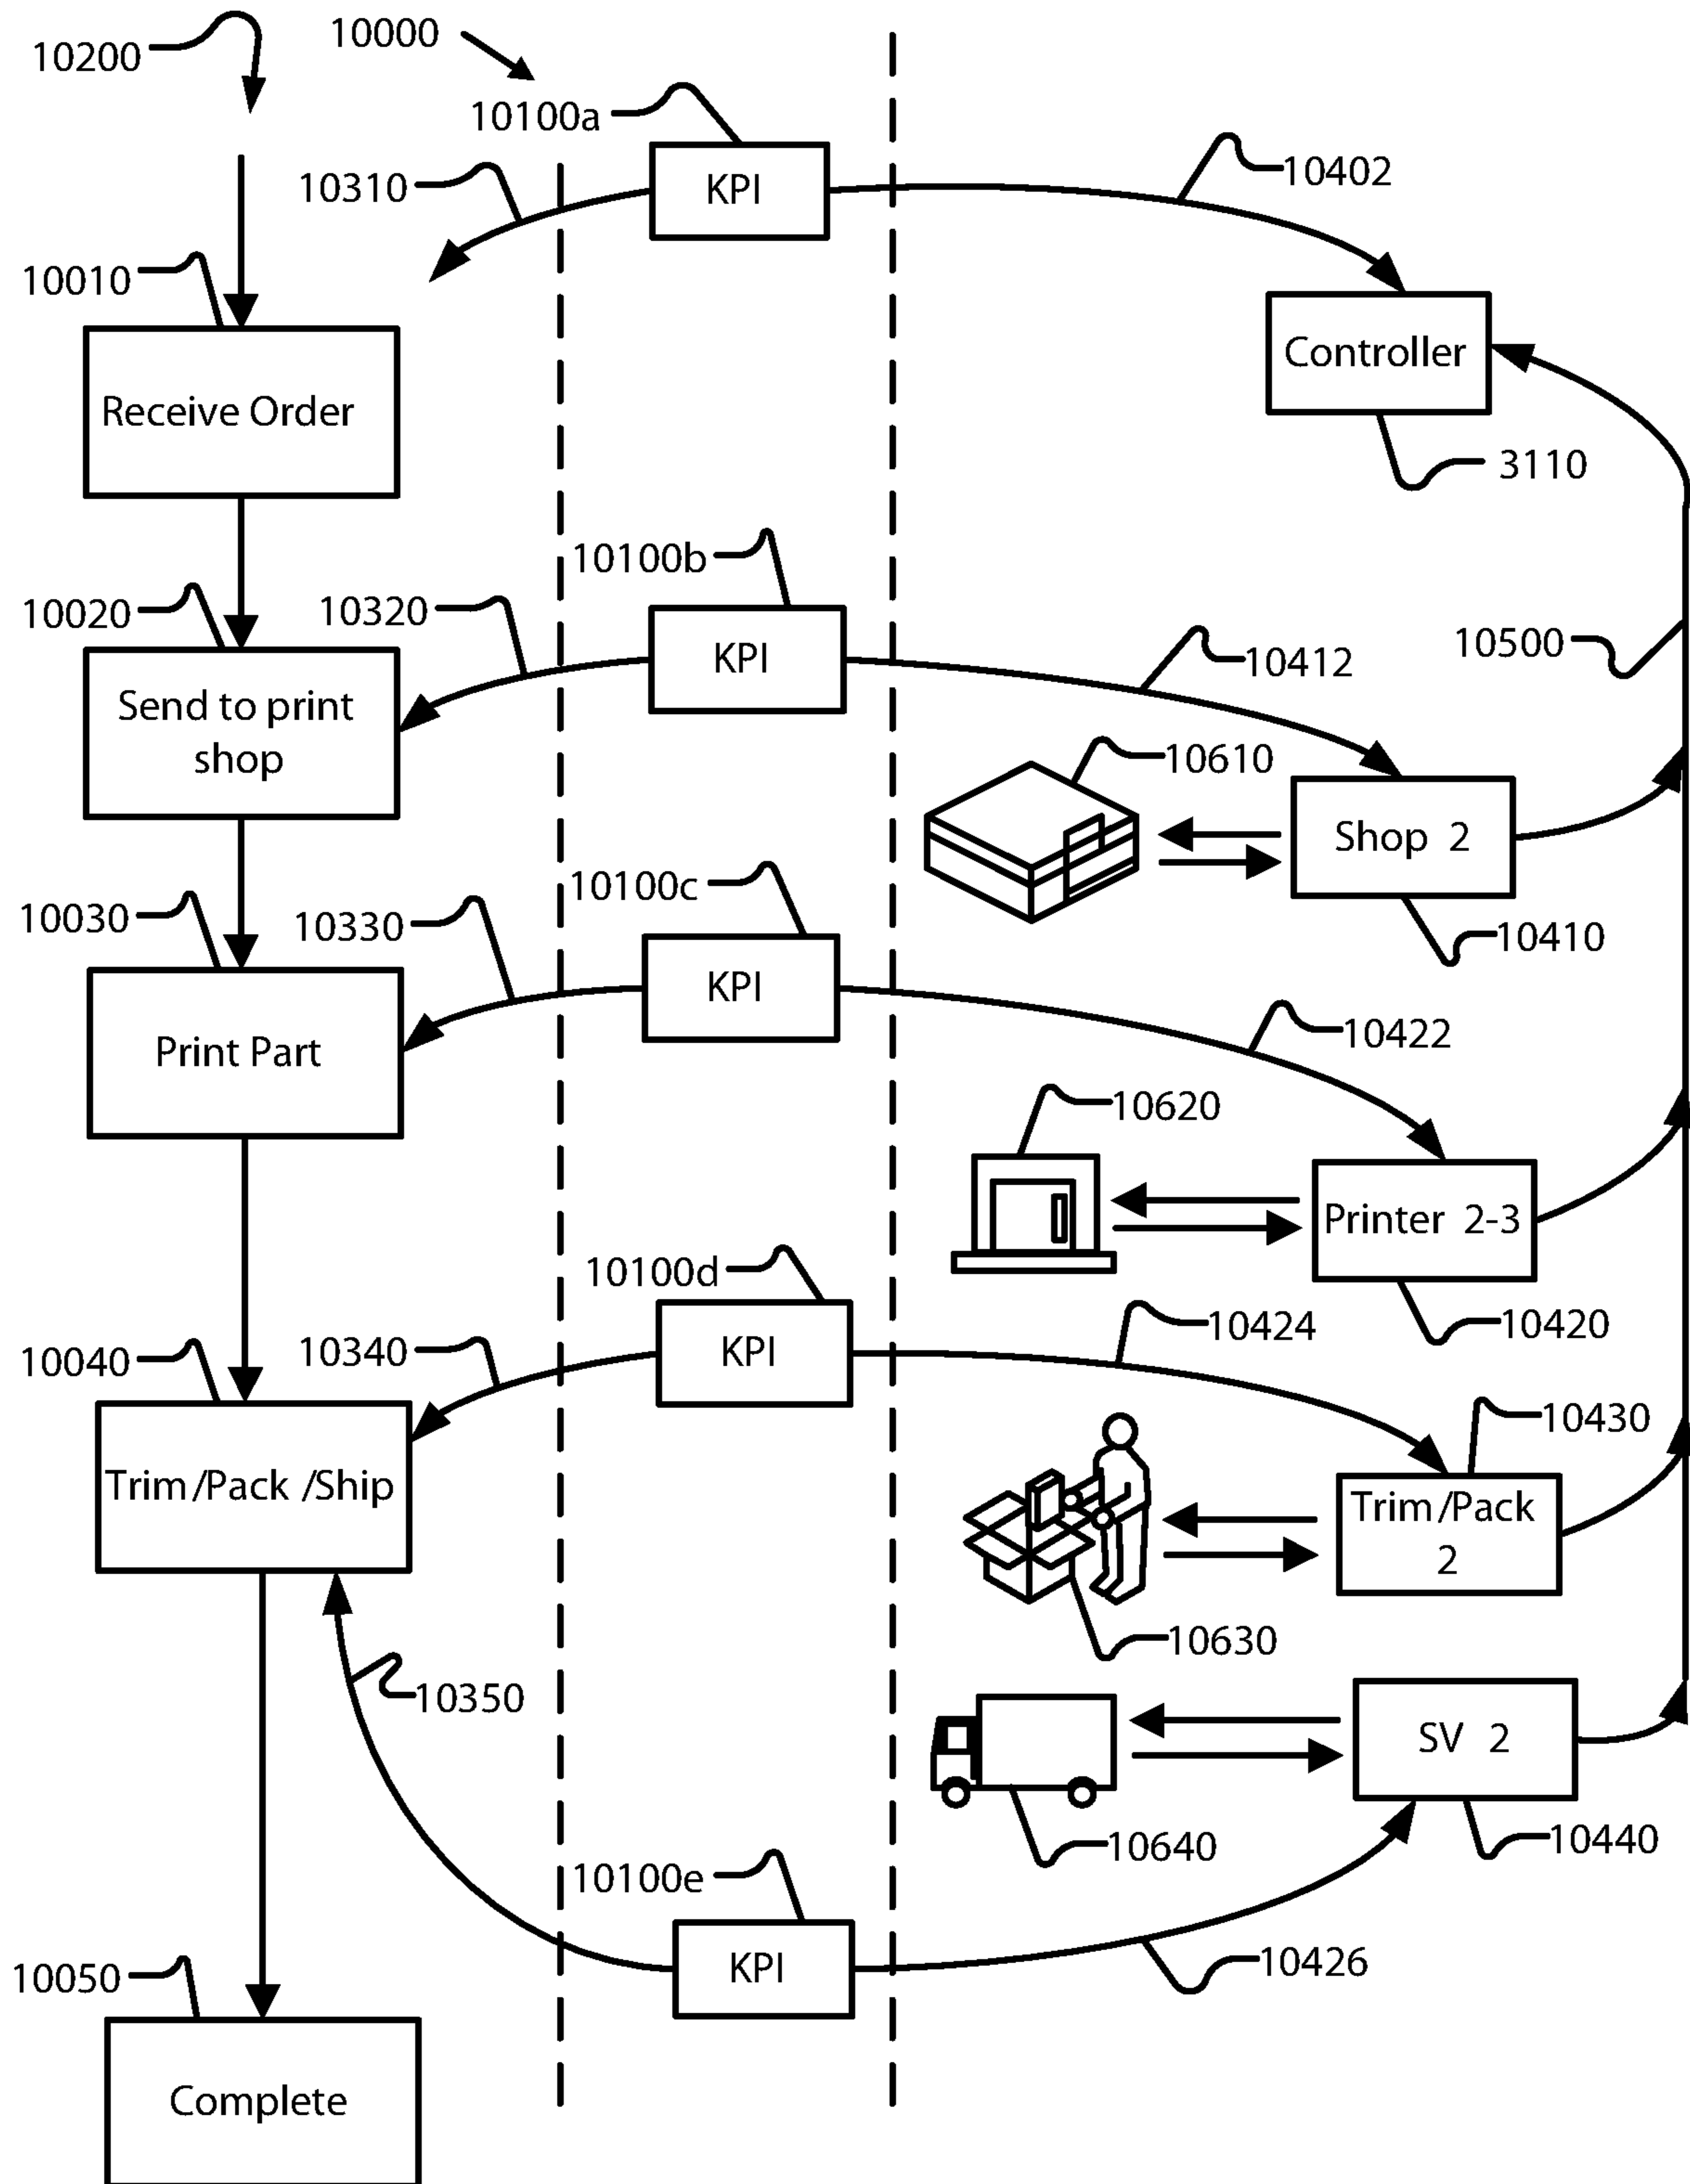 10200
10000
10100a
10310
KPI
10402
10010
Receive Order
Controller
3110
10100b
10020
10320
KPI
10412
10500
Send to print
shop
10610
Shop 2
10410
10100c
10030
10330
KPI
10422
Print Part
10620
Printer 2-3
10420
10100d
10040
10340
KPI
10424
10430
Trim/Pack /Ship
Trim/Pack
2
10630
10350
SV 2
10640
10440
10100e
KPI
10426
10050
Complete